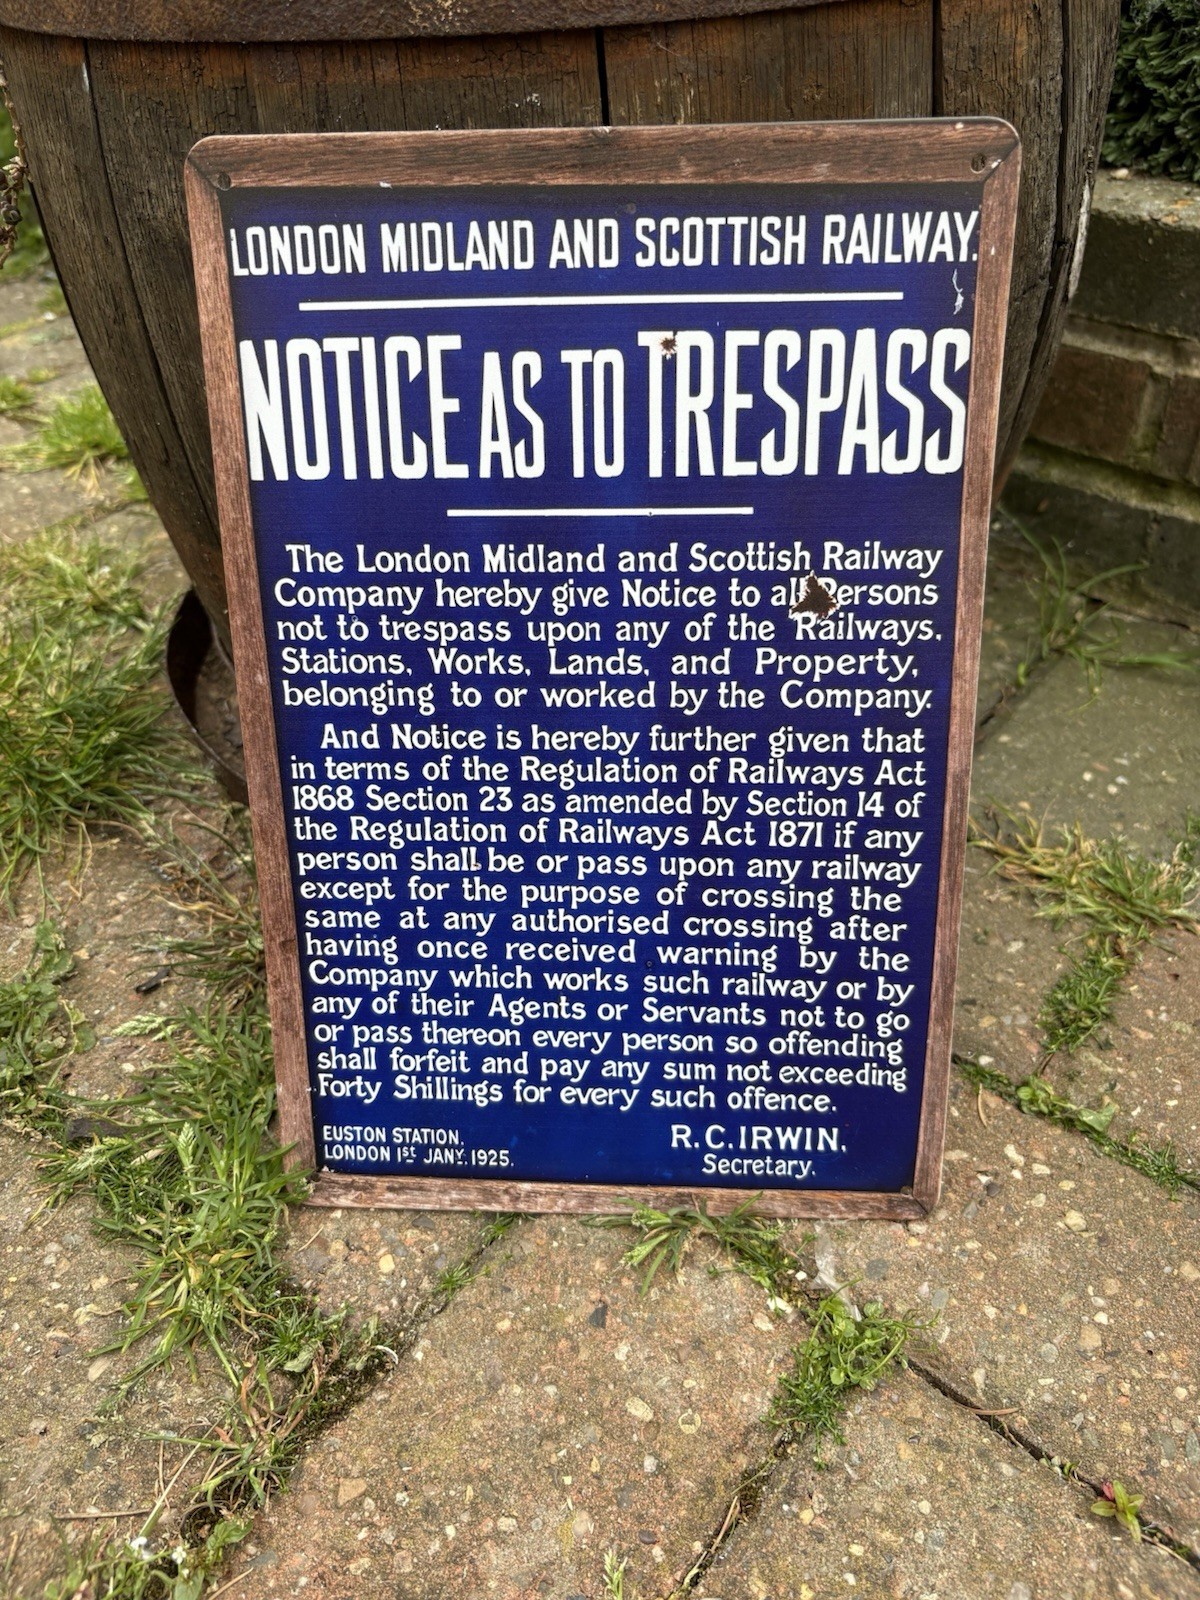 LONDON MIDLAND AND SCOTTISH RAILWAY.
NOTICE AS TO TRESPASS
The London Midland and Scottish Railway
Company hereby give Notice to all Persons
not to trespass upon any of the Railways,
Stations, Works, Lands, and Property,
belonging to or worked by the Company.
And Notice is hereby further given that
in terms of the Regulation of Railways Act
1868 Section 23 as amended by Section 14 of
the Regulation of Railways Act 1871 if any
person shall be or pass upon any railway
except for the purpose of crossing the
same at any authorised crossing after
having once received warning by the
Company which works such railway or by
any of their Agents or Servants not to go
or pass thereon every person so offending
shall forfeit and pay any sum not exceeding
Forty Shillings for every such offence.
EUSTON STATION,
LONDON 1st JANY. 1925.
R.C.IRWIN,
Secretary.